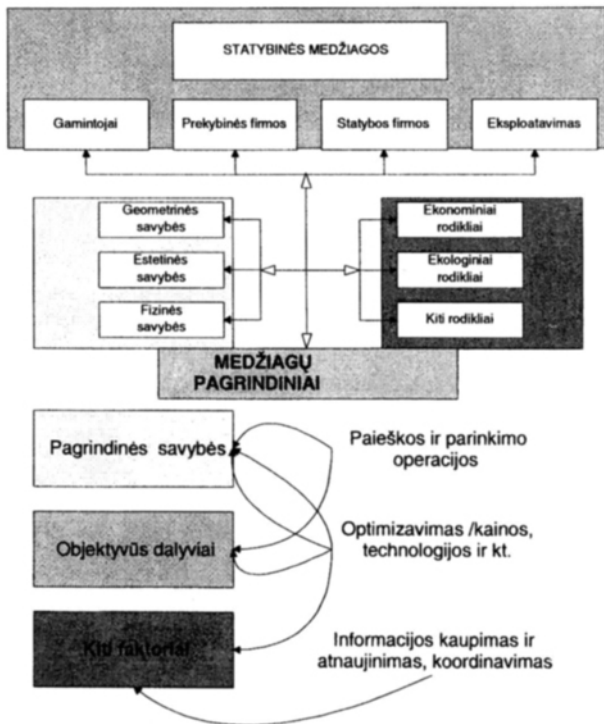 STATYBINĖS MEDŽIAGOS
Gamintojai
Prekybinės firmos
Statybos firmos
Eksploatavimas
Geometrinės
savybės
Ekonominiai
rodikliai
Estetinės
savybės
Ekologiniai
rodikliai
Fizinės
savybės
Kiti rodikliai
MEDŽIAGŲ
PAGRINDINIAI
Pagrindinės savybės
Paieškos ir parinkimo
operacijos
Objektyvūs dalyviai
Optimizavimas /kainos,
technologijos ir kt.
Kiti faktoriai
Informacijos kaupimas ir
atnaujinimas, koordinavimas